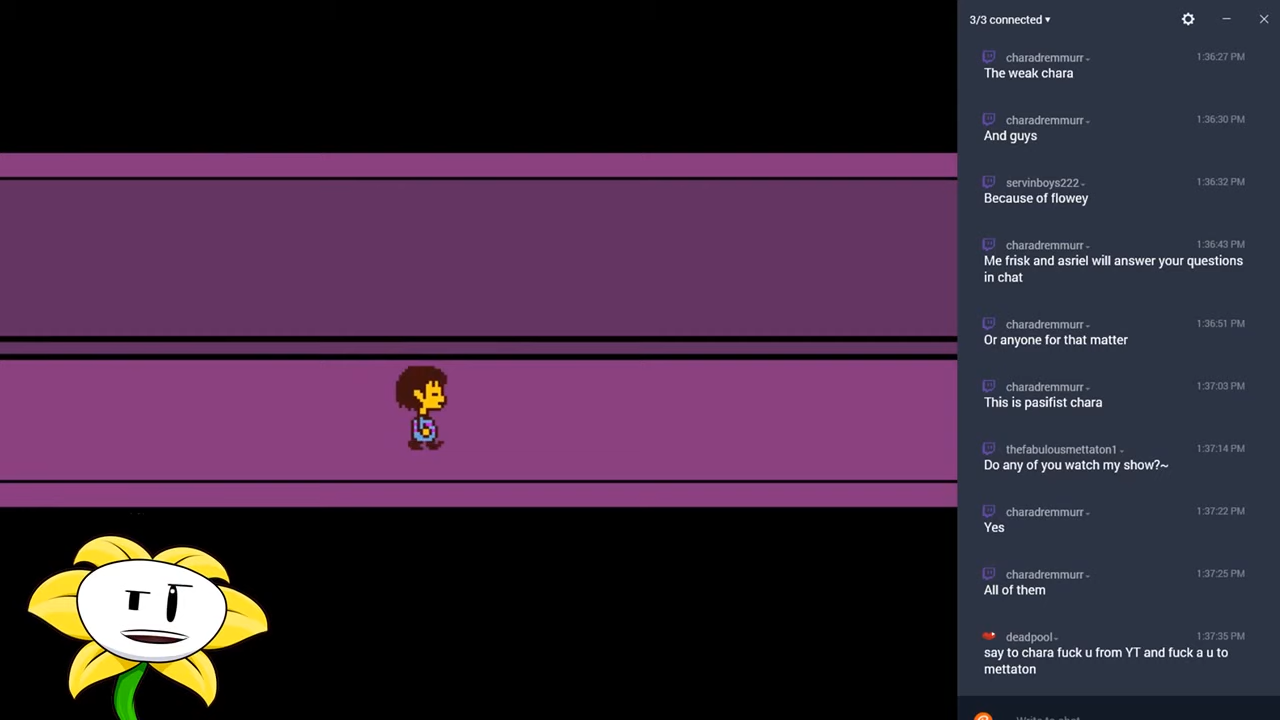 3/3 connected
charadremmurr 1:36:27 PM
The weak chara
charadremmurr 1:36:30 PM
And guys
servinboys222 1:36:32 PM
Because of flowey
charadremmurr 1:36:43 PM
Me frisk and asriel will answer your questions
in chat
charadremmurr 1:36:51 PM
Or anyone for that matter
charadremmurr 1:37:03 PM
This is pasifist chara
thefabulousmettaton1 1:37:14 PM
Do any of you watch my show?~
charadremmurr 1:37:22 PM
Yes
charadremmurr 1:37:25 PM
All of them
deadpool 1:37:35 PM
say to chara fuck u from YT and fuck a u to
mettaton
Write to chat